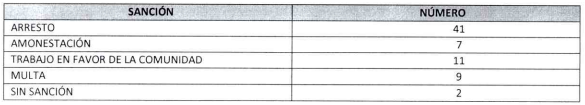 SANCIÓN NÚMERO
ARRESTO 41
AMONESTACIÓN 7
TRABAJO EN FAVOR DE LA COMUNIDAD 11
MULTA 9
SIN SANCIÓN 2